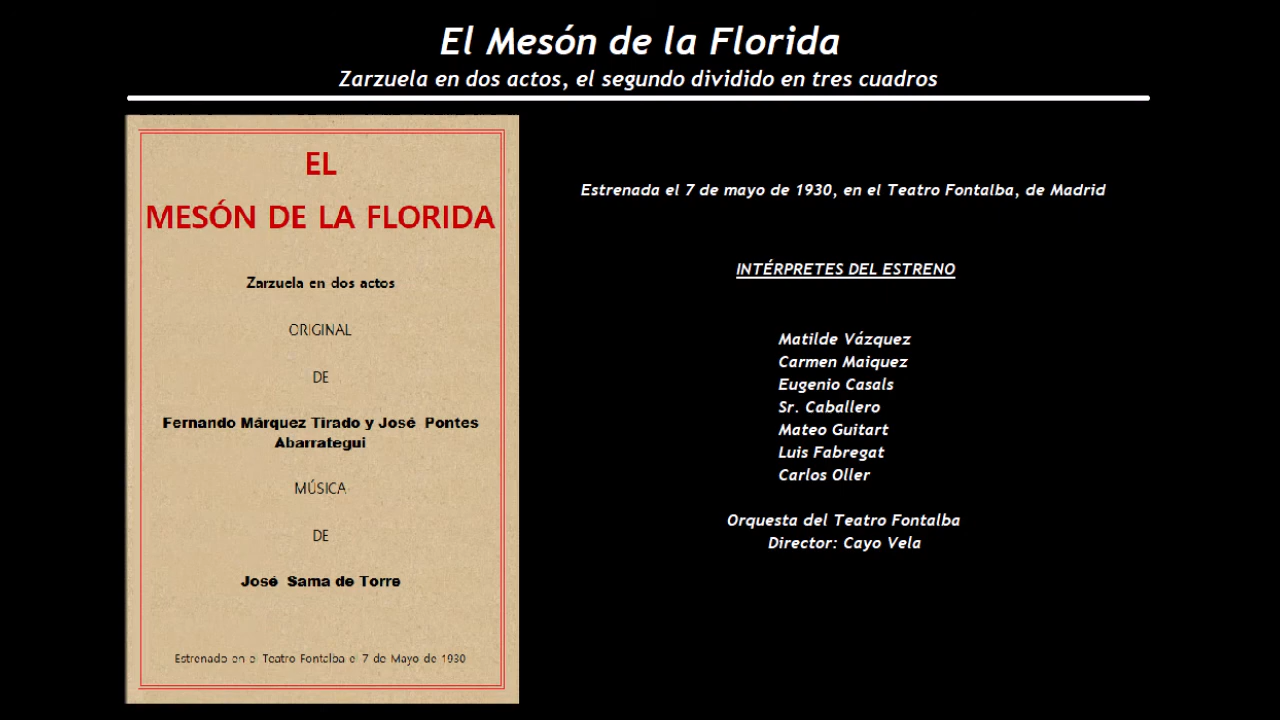 El Mesón de la Florida
Zarzuela en dos actos, el segundo dividido en tres cuadros
EL
MESÓN DE LA FLORIDA
Zarzuela en dos actos
ORIGINAL
DE
Fernando Márquez Tirado y José Pontes
Abarrategui
MÚSICA
DE
José Sama de Torre
Estrenado en el Teatro Fontalba el 7 de Mayo de 1930
Estrenada el 7 de mayo de 1930, en el Teatro Fontalba, de Madrid
INTÉRPRETES DEL ESTRENO
Matilde Vázquez
Carmen Maiquez
Eugenio Casals
Sr. Caballero
Mateo Guitart
Luis Fabregat
Carlos Oller
Orquesta del Teatro Fontalba
Director: Cayo Vela